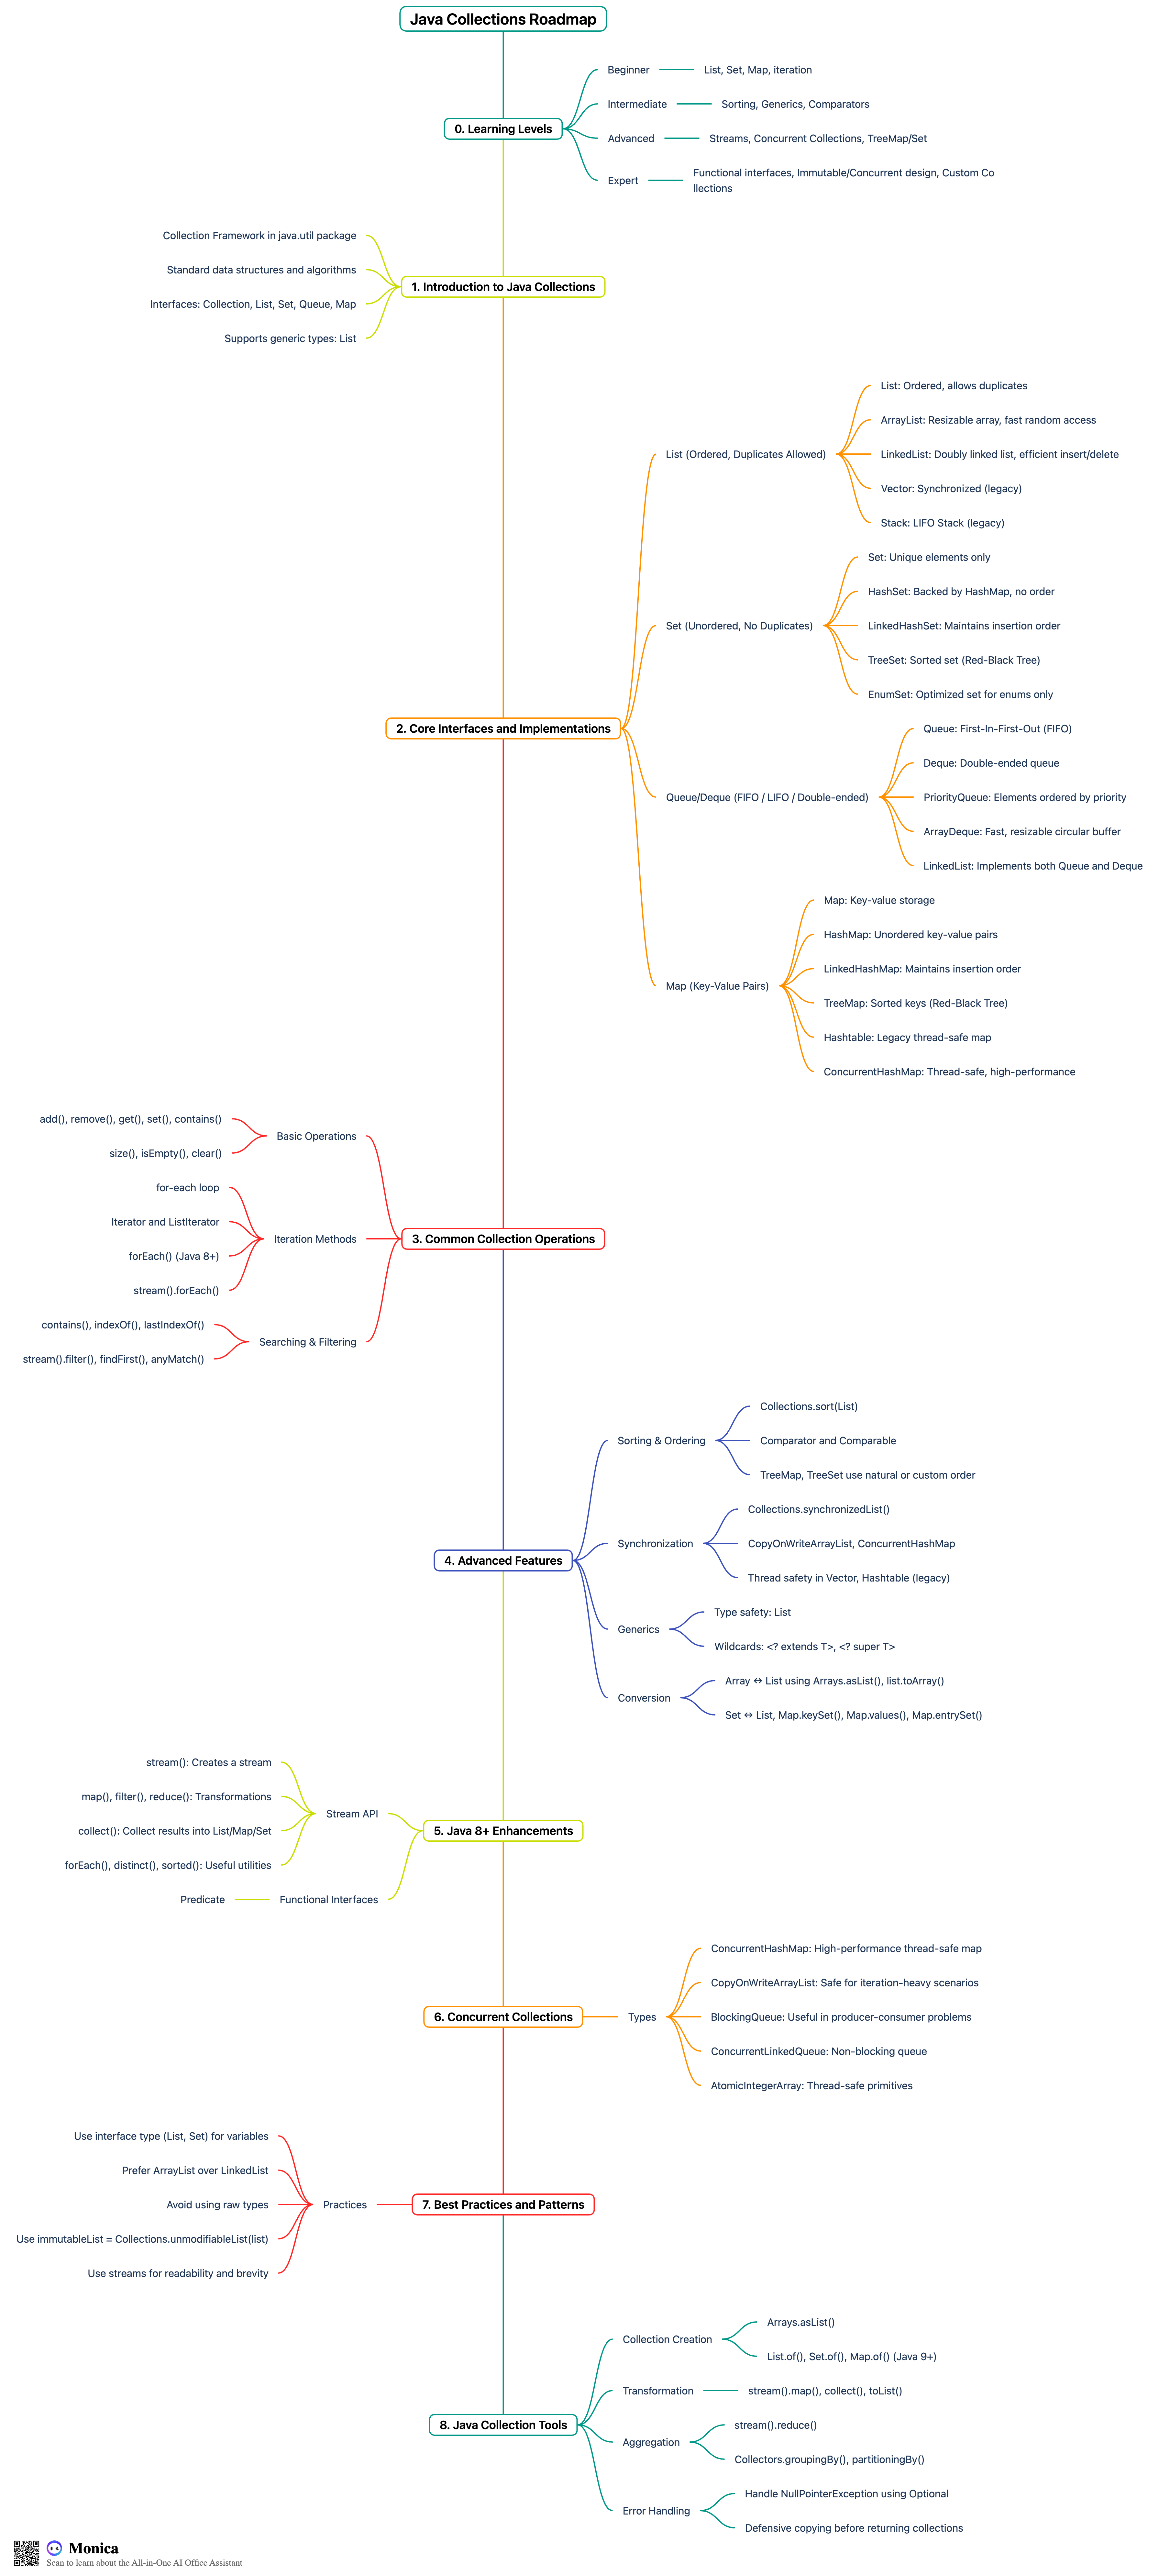 Java Collections Roadmap
0. Learning Levels
Beginner
List, Set, Map, iteration
Intermediate
Sorting, Generics, Comparators
Advanced
Streams, Concurrent Collections, TreeMap/Set
Expert
Functional interfaces, Immutable/Concurrent design, Custom Co
llections
1. Introduction to Java Collections
Collection Framework in java.util package
Standard data structures and algorithms
Interfaces: Collection, List, Set, Queue, Map
Supports generic types: List
2. Core Interfaces and Implementations
List (Ordered, Duplicates Allowed)
List: Ordered, allows duplicates
ArrayList: Resizable array, fast random access
LinkedList: Doubly linked list, efficient insert/delete
Vector: Synchronized (legacy)
Stack: LIFO Stack (legacy)
Set (Unordered, No Duplicates)
Set: Unique elements only
HashSet: Backed by HashMap, no order
LinkedHashSet: Maintains insertion order
TreeSet: Sorted set (Red-Black Tree)
EnumSet: Optimized set for enums only
Queue/Deque (FIFO / LIFO / Double-ended)
Queue: First-In-First-Out (FIFO)
Deque: Double-ended queue
PriorityQueue: Elements ordered by priority
ArrayDeque: Fast, resizable circular buffer
LinkedList: Implements both Queue and Deque
Map (Key-Value Pairs)
Map: Key-value storage
HashMap: Unordered key-value pairs
LinkedHashMap: Maintains insertion order
TreeMap: Sorted keys (Red-Black Tree)
Hashtable: Legacy thread-safe map
ConcurrentHashMap: Thread-safe, high-performance
3. Common Collection Operations
Basic Operations
add(), remove(), get(), set(), contains()
size(), isEmpty(), clear()
Iteration Methods
for-each loop
Iterator and ListIterator
forEach() (Java 8+)
stream().forEach()
Searching & Filtering
contains(), indexOf(), lastIndexOf()
stream().filter(), findFirst(), anyMatch()
4. Advanced Features
Sorting & Ordering
Collections.sort(List)
Comparator and Comparable
TreeMap, TreeSet use natural or custom order
Synchronization
Collections.synchronizedList()
CopyOnWriteArrayList, ConcurrentHashMap
Thread safety in Vector, Hashtable (legacy)
Generics
Type safety: List
Wildcards: <? extends T>, <? super T>
Conversion
Array ↔ List using Arrays.asList(), list.toArray()
Set ↔ List, Map.keySet(), Map.values(), Map.entrySet()
5. Java 8+ Enhancements
Stream API
stream(): Creates a stream
map(), filter(), reduce(): Transformations
collect(): Collect results into List/Map/Set
forEach(), distinct(), sorted(): Useful utilities
Functional Interfaces
Predicate
6. Concurrent Collections
Types
ConcurrentHashMap: High-performance thread-safe map
CopyOnWriteArrayList: Safe for iteration-heavy scenarios
BlockingQueue: Useful in producer-consumer problems
ConcurrentLinkedQueue: Non-blocking queue
AtomicIntegerArray: Thread-safe primitives
7. Best Practices and Patterns
Practices
Use interface type (List, Set) for variables
Prefer ArrayList over LinkedList
Avoid using raw types
Use immutableList = Collections.unmodifiableList(list)
Use streams for readability and brevity
8. Java Collection Tools
Collection Creation
Arrays.asList()
List.of(), Set.of(), Map.of() (Java 9+)
Transformation
stream().map(), collect(), toList()
Aggregation
stream().reduce()
Collectors.groupingBy(), partitioningBy()
Error Handling
Handle NullPointerException using Optional
Defensive copying before returning collections
Monica
Scan to learn about the All-in-One AI Office Assistant